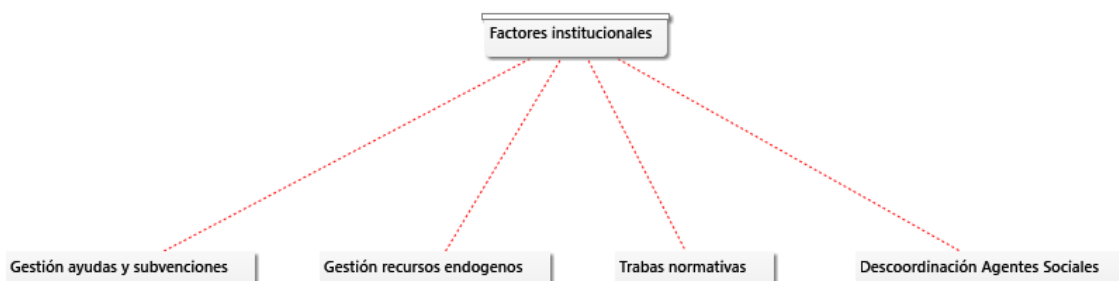 Factores institucionales
Gestión ayudas y subvenciones
Gestión recursos endogenos
Trabas normativas
Descoordinación Agentes Sociales